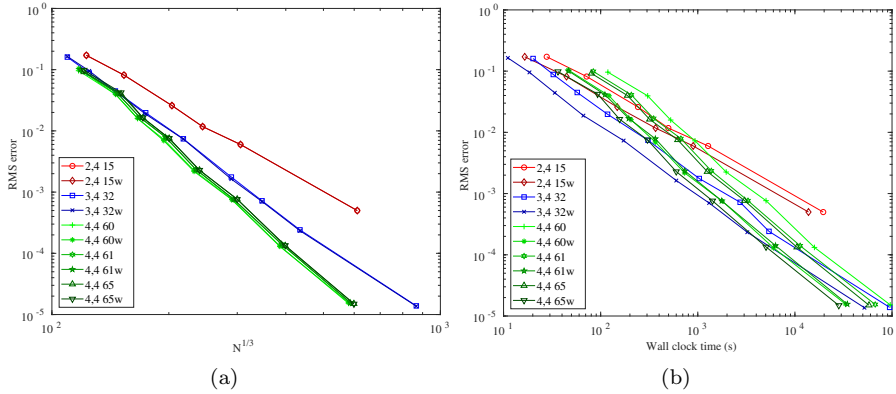 10^0
10^-1
10^-2
10^-3
10^-4
10^-5
RMS error
2,4 15
2,4 15w
3,4 32
3,4 32w
4,4 60
4,4 60w
4,4 61
4,4 61w
4,4 65
4,4 65w
10^2
10^3
N^1/3
(a)
10^0
10^-1
10^-2
10^-3
10^-4
10^-5
RMS error
2,4 15
2,4 15w
3,4 32
3,4 32w
4,4 60
4,4 60w
4,4 61
4,4 61w
4,4 65
4,4 65w
10^1
10^2
10^3
10^4
Wall clock time (s)
(b)